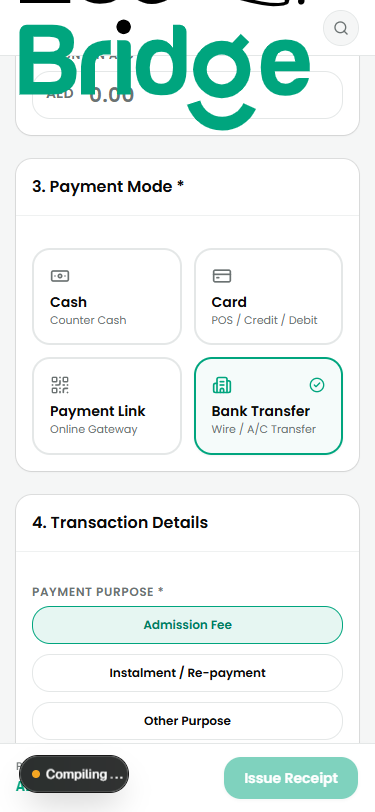 Bridge
AED 0.00
3. Payment Mode *
Cash
Counter Cash
Card
POS / Credit / Debit
Payment Link
Online Gateway
Bank Transfer
Wire / A/C Transfer
4. Transaction Details
PAYMENT PURPOSE *
Admission Fee
Instalment / Re-payment
Other Purpose
Compiling ...
Issue Receipt